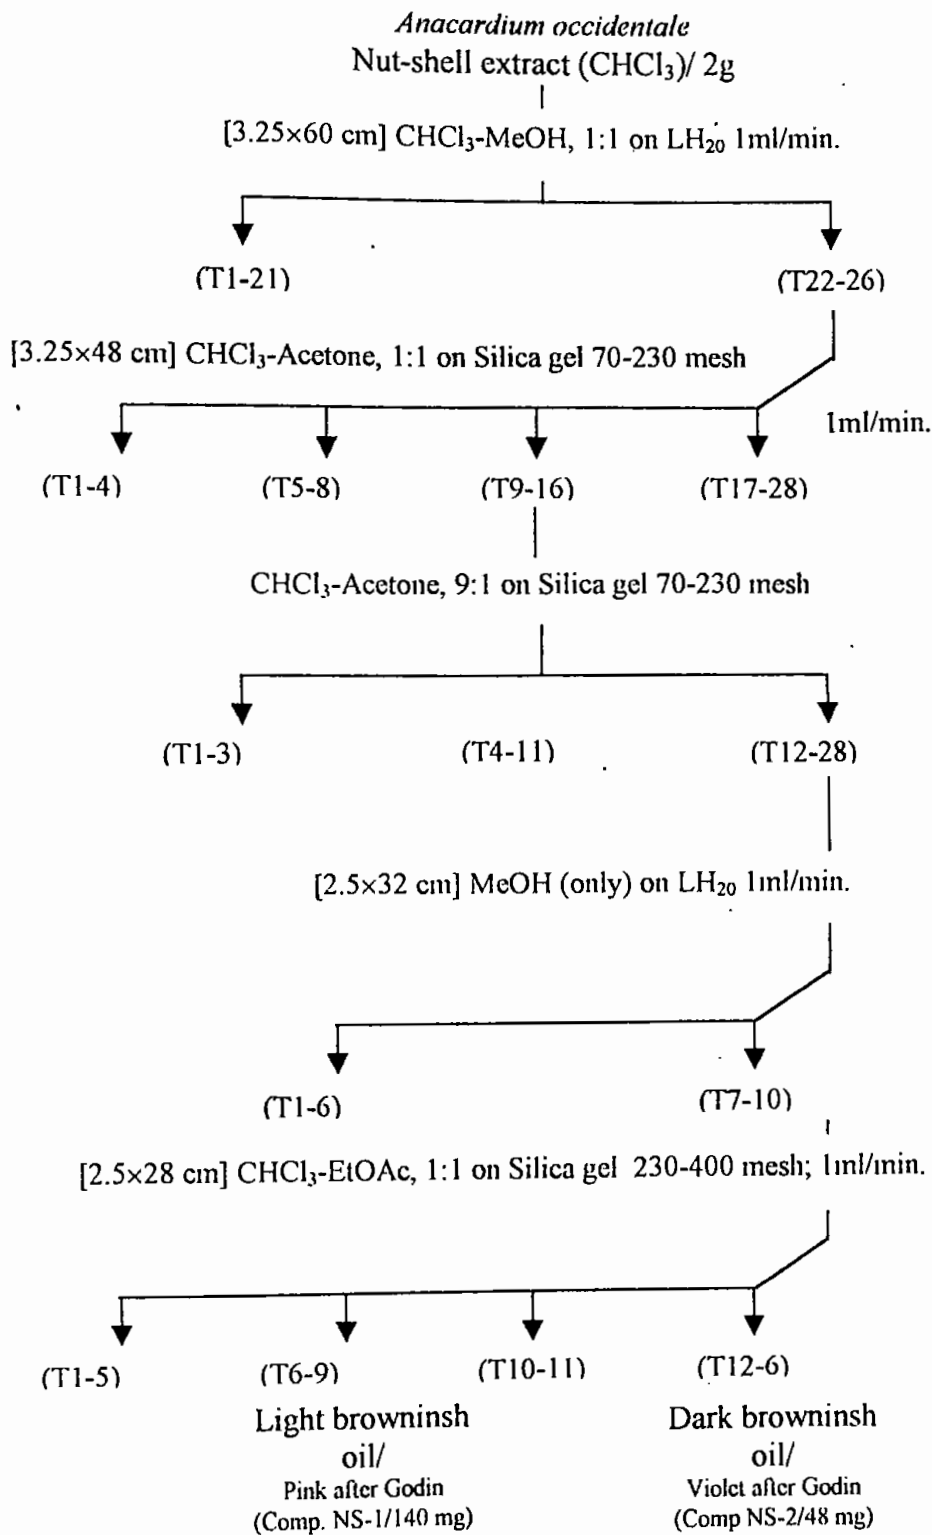 Anacardium occidentale
Nut-shell extract (CHCl₃)/ 2g
[3.25×60 cm] CHCl₃-MeOH, 1:1 on LH₂₀ 1ml/min.
(T1-21) (T22-26)
[3.25×48 cm] CHCl₃-Acetone, 1:1 on Silica gel 70-230 mesh
1ml/min.
(T1-4) (T5-8) (T9-16) (T17-28)
CHCl₃-Acetone, 9:1 on Silica gel 70-230 mesh
(T1-3) (T4-11) (T12-28)
[2.5×32 cm] MeOH (only) on LH₂₀ 1ml/min.
(T1-6) (T7-10)
[2.5×28 cm] CHCl₃-EtOAc, 1:1 on Silica gel 230-400 mesh; 1ml/min.
(T1-5) (T6-9) (T10-11) (T12-6)
Light browninsh Dark browninsh
oil/ oil/
Pink after Godin Violet after Godin
(Comp. NS-1/140 mg) (Comp NS-2/48 mg)